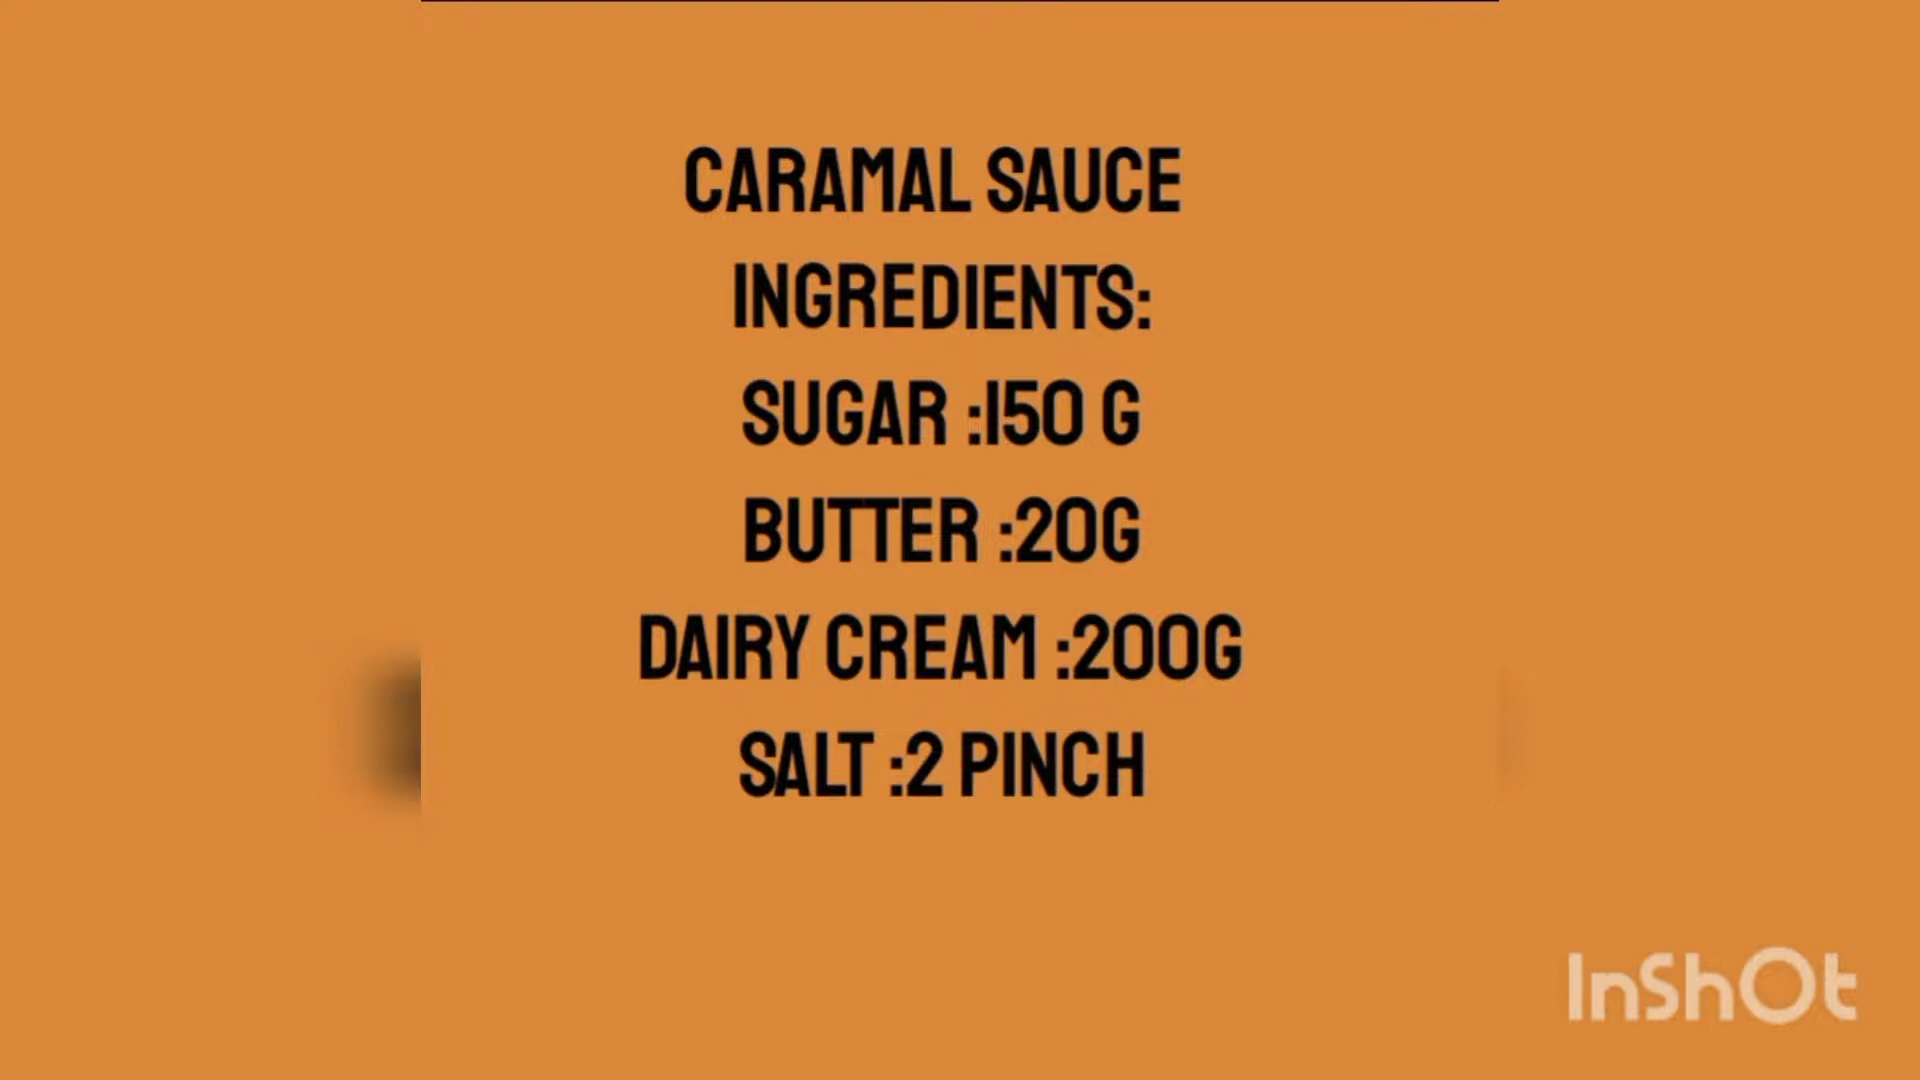 CARAMAL SAUCE
INGREDIENTS:
SUGAR :150 G
BUTTER :20G
DAIRY CREAM :200G
SALT :2 PINCH
InShOt